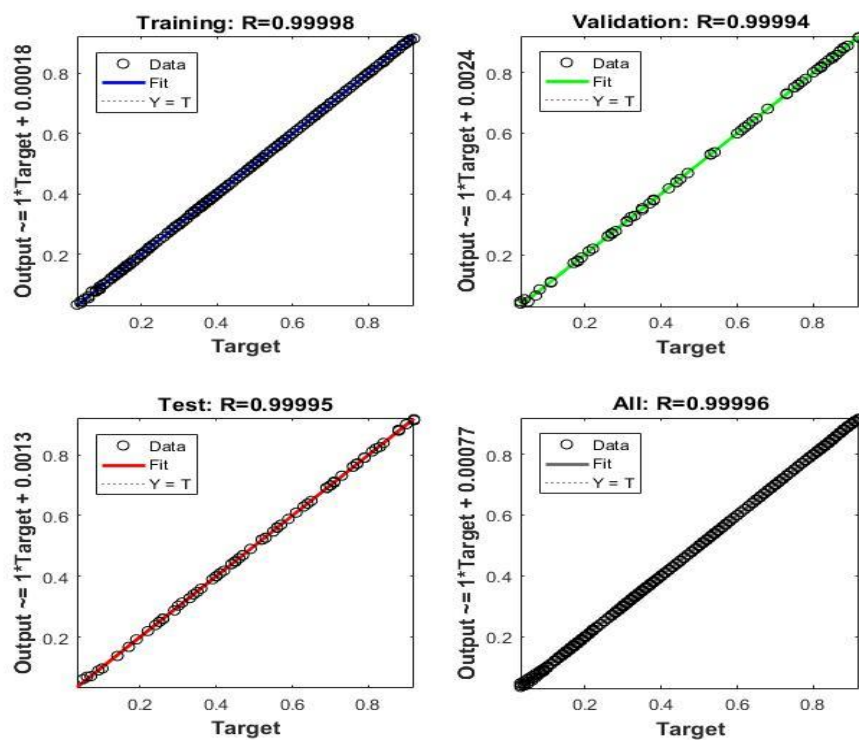 Training: R=0.99998
Output ~= 1*Target + 0.00018
Data
Fit
Y = T
0.8
0.6
0.4
0.2
0.2
0.4
0.6
0.8
Target
Validation: R=0.99994
Output ~= 1*Target + 0.0024
Data
Fit
Y = T
0.8
0.6
0.4
0.2
0.2
0.4
0.6
0.8
Target
Test: R=0.99995
Output ~= 1*Target + 0.0013
Data
Fit
Y = T
0.8
0.6
0.4
0.2
0.2
0.4
0.6
0.8
Target
All: R=0.99996
Output ~= 1*Target + 0.00077
Data
Fit
Y = T
0.8
0.6
0.4
0.2
0.2
0.4
0.6
0.8
Target